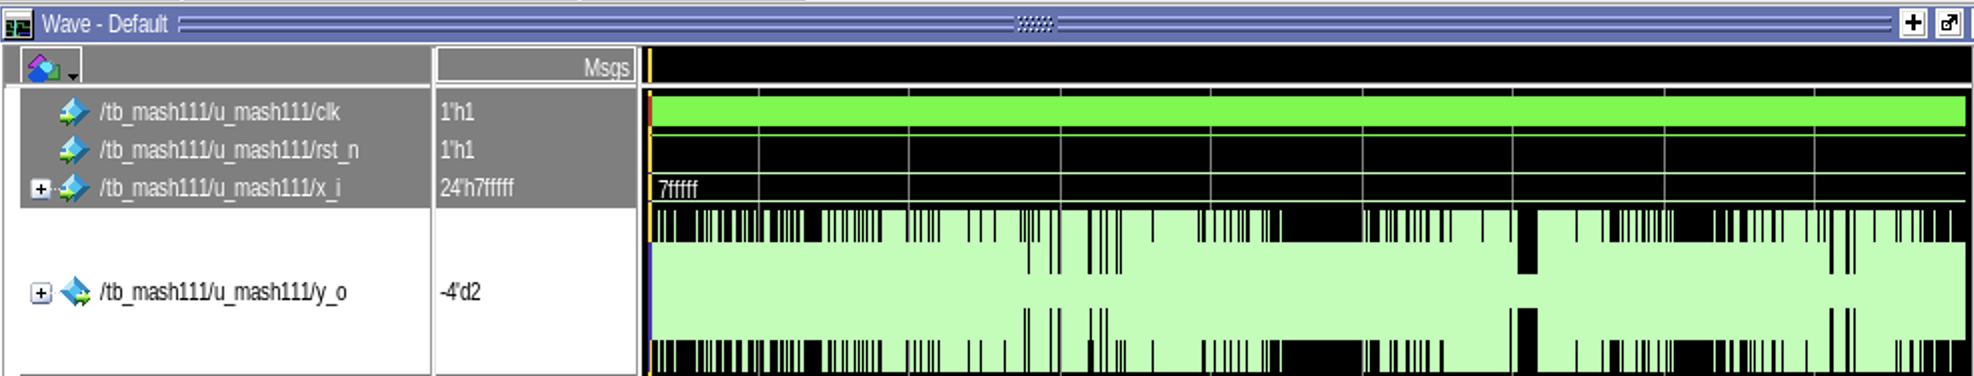 Wave - Default
Msgs
/tb_mash111/u_mash111/clk 1'h1
/tb_mash111/u_mash111/rst_n 1'h1
/tb_mash111/u_mash111/x_i 24'h7fffff 7fffff
/tb_mash111/u_mash111/y_o -4'd2